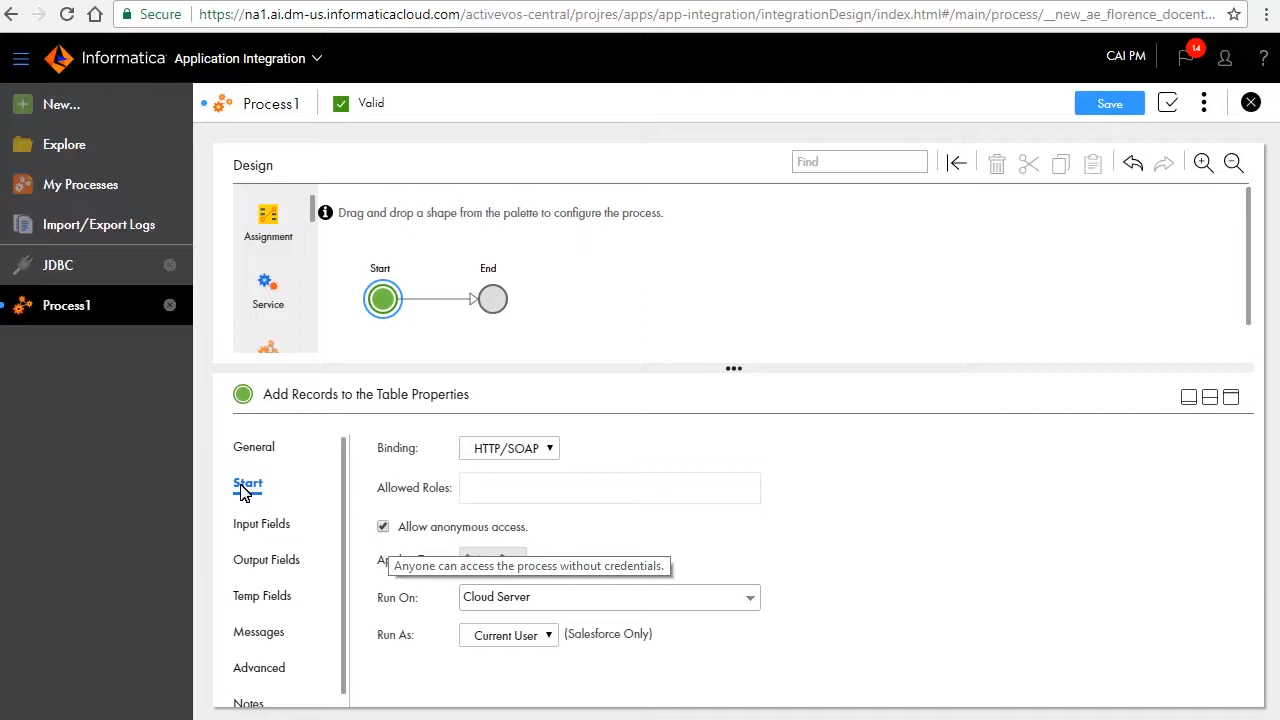 Secure https://na1.ai.dm-us.informaticacloud.com/activevos-central/projres/apps/app-integration/integrationDesign/index.html#/main/process/__new_ae_florence_docent...
Informatica Application Integration
CAI PM
14
?
New...
Explore
My Processes
Import/Export Logs
JDBC
Process1
Process1
Valid
Save
Design
Find
Assignment
Service
Drag and drop a shape from the palette to configure the process.
Start
End
Add Records to the Table Properties
General
Start
Input Fields
Output Fields
Temp Fields
Messages
Advanced
Notes
Binding: HTTP/SOAP
Allowed Roles:
Allow anonymous access.
Anyone can access the process without credentials.
Run On: Cloud Server
Run As: Current User (Salesforce Only)